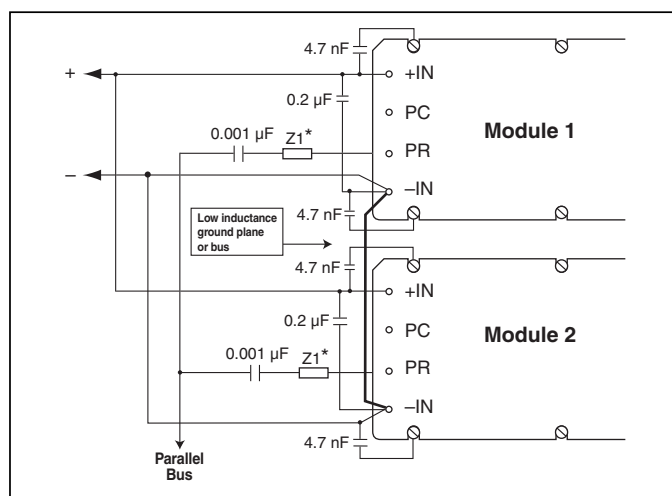 4.7 nF
+
+IN
0.2 µF
PC
Module 1
0.001 µF
Z1*
PR
–
–IN
4.7 nF
Low inductance
ground plane
or bus
4.7 nF
+IN
0.2 µF
PC
Module 2
0.001 µF
Z1*
PR
–IN
4.7 nF
Parallel
Bus